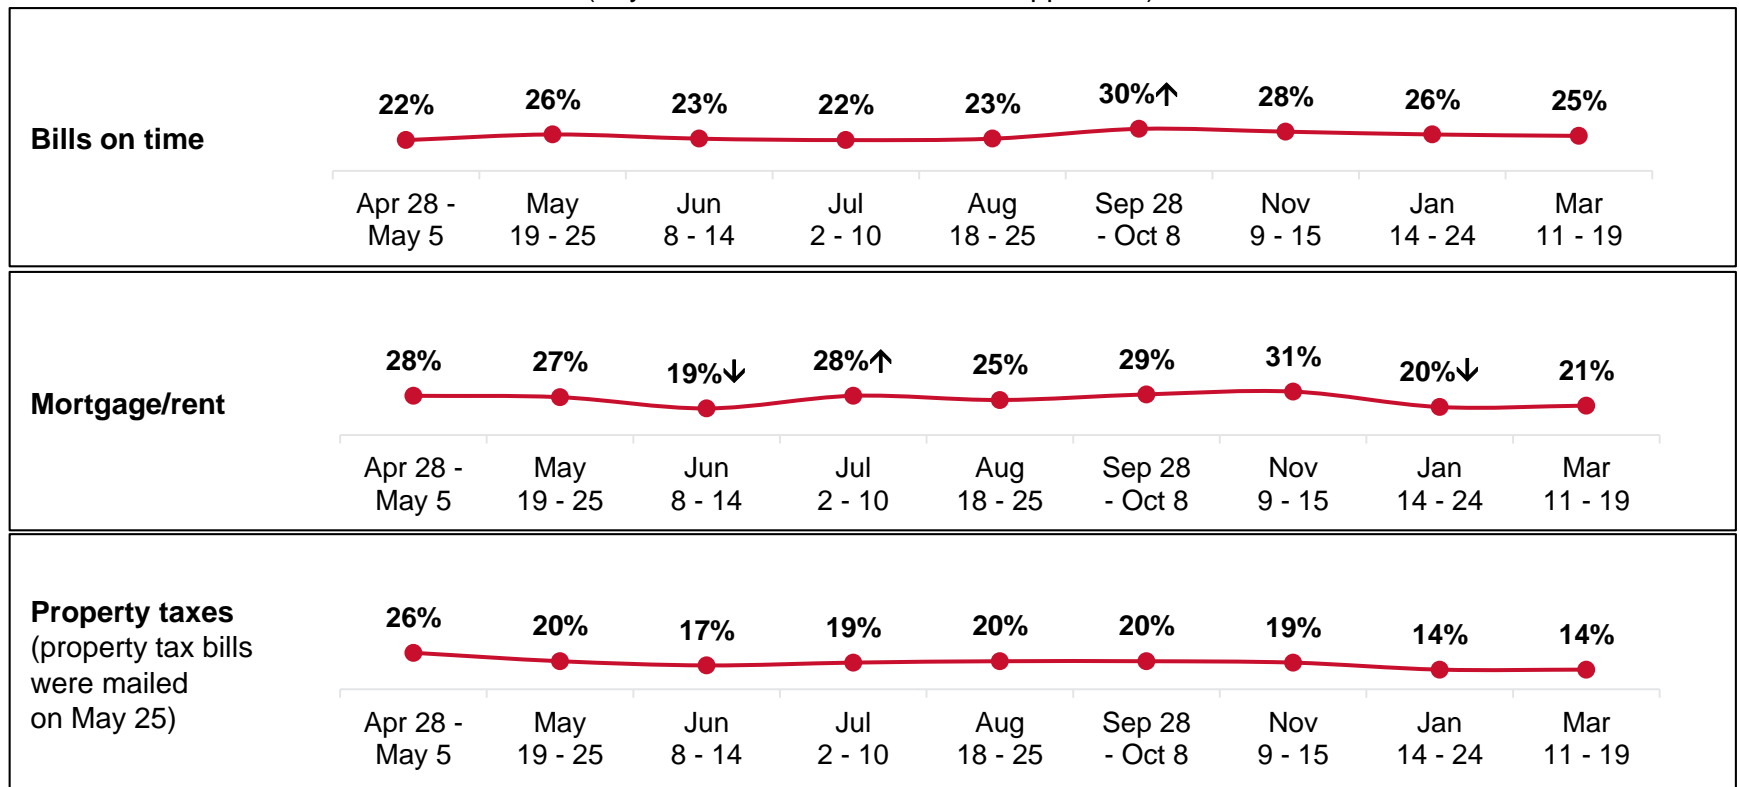 22% 26% 23% 22% 23% 30%↑ 28% 26% 25%
Bills on time
Apr 28 - May Jun Jul Aug Sep 28 Nov Jan Mar
May 5 19 - 25 8 - 14 2 - 10 18 - 25 - Oct 8 9 - 15 14 - 24 11 - 19
28% 27% 19%↓ 28%↑ 25% 29% 31% 20%↓ 21%
Mortgage/rent
Apr 28 - May Jun Jul Aug Sep 28 Nov Jan Mar
May 5 19 - 25 8 - 14 2 - 10 18 - 25 - Oct 8 9 - 15 14 - 24 11 - 19
Property taxes
26% 20% 17% 19% 20% 20% 19% 14% 14%
(property tax bills
were mailed
on May 25)
Apr 28 - May Jun Jul Aug Sep 28 Nov Jan Mar
May 5 19 - 25 8 - 14 2 - 10 18 - 25 - Oct 8 9 - 15 14 - 24 11 - 19